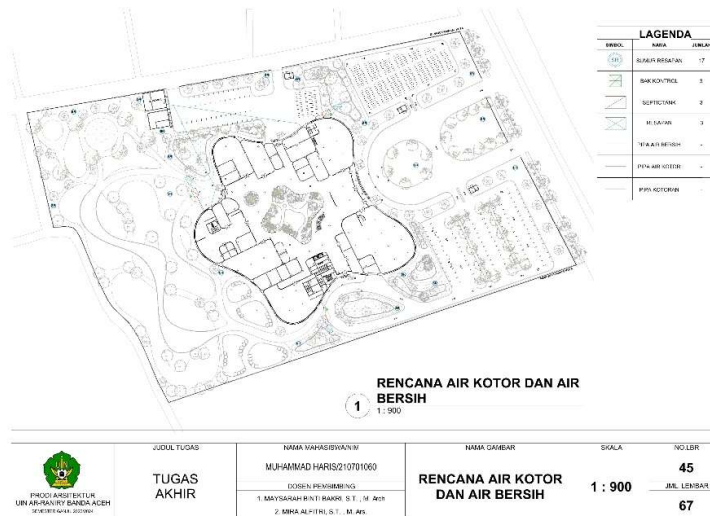 LAGENDA
SIMBOL NAMA JUMLAH
SR SUMUR RESAPAN 17
BAK KONTROL
SEPTICTANK 3
RESAPAN 3
PIPA AIR BERSIH -
PIPA AIR KOTOR -
PIPA KOTORAN
1
RENCANA AIR KOTOR DAN AIR
BERSIH
1 : 900
PRODI ARSITEKTUR
UIN AR-RANIRY BANDA ACEH
JUDUL TUGAS
TUGAS
AKHIR
NAMA MAHASISWA/NIM
MUHAMMAD HARIS/210701060
DOSEN PEMBIMBING
1. MAYSARAH BINTI BAKRI, S.T. , M. Arch
2. MIRA ALFITRI, S.T. , M. Ars.
NAMA GAMBAR
RENCANA AIR KOTOR
DAN AIR BERSIH
SKALA
1 : 900
NO.LBR
45
JML. LEMBAR
67